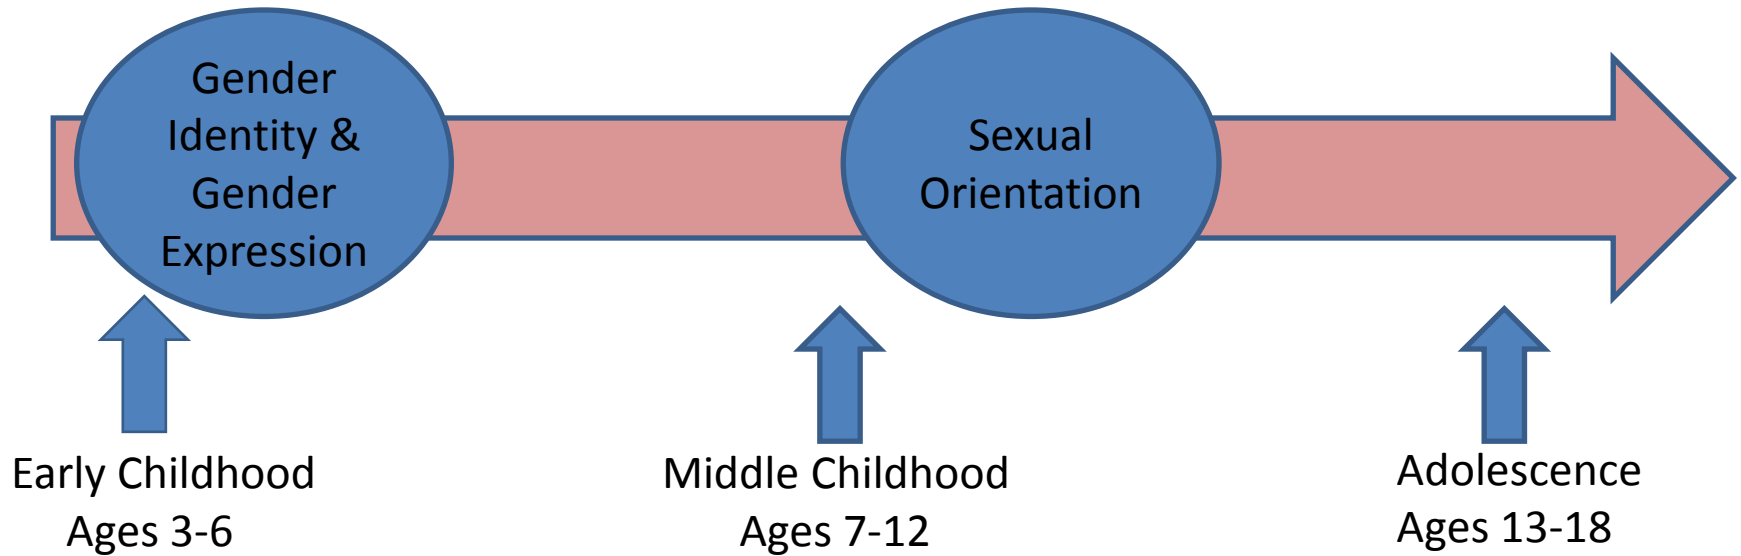 Gender
Identity &
Gender
Expression
Sexual
Orientation
Early Childhood
Ages 3-6
Middle Childhood
Ages 7-12
Adolescence
Ages 13-18